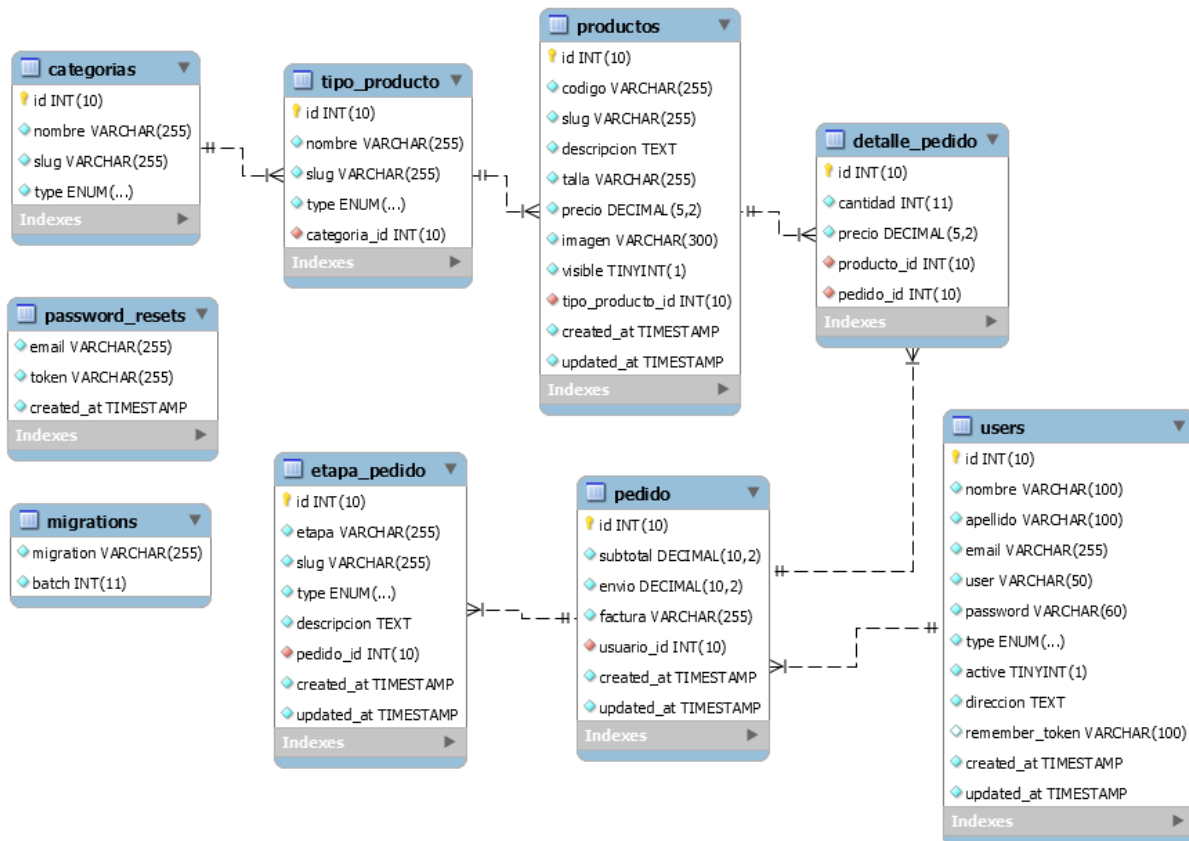 categorias
id INT(10)
nombre VARCHAR(255)
slug VARCHAR(255)
type ENUM(...)
Indexes
tipo_producto
id INT(10)
nombre VARCHAR(255)
slug VARCHAR(255)
type ENUM(...)
categoria_id INT(10)
Indexes
productos
id INT(10)
codigo VARCHAR(255)
slug VARCHAR(255)
descripcion TEXT
talla VARCHAR(255)
precio DECIMAL(5,2)
imagen VARCHAR(300)
visible TINYINT(1)
tipo_producto_id INT(10)
created_at TIMESTAMP
updated_at TIMESTAMP
Indexes
detalle_pedido
id INT(10)
cantidad INT(11)
precio DECIMAL(5,2)
producto_id INT(10)
pedido_id INT(10)
Indexes
password_resets
email VARCHAR(255)
token VARCHAR(255)
created_at TIMESTAMP
Indexes
migrations
migration VARCHAR(255)
batch INT(11)
etapa_pedido
id INT(10)
etapa VARCHAR(255)
slug VARCHAR(255)
type ENUM(...)
descripcion TEXT
pedido_id INT(10)
created_at TIMESTAMP
updated_at TIMESTAMP
Indexes
pedido
id INT(10)
subtotal DECIMAL(10,2)
envio DECIMAL(10,2)
factura VARCHAR(255)
usuario_id INT(10)
created_at TIMESTAMP
updated_at TIMESTAMP
Indexes
users
id INT(10)
nombre VARCHAR(100)
apellido VARCHAR(100)
email VARCHAR(255)
user VARCHAR(50)
password VARCHAR(60)
type ENUM(...)
active TINYINT(1)
direccion TEXT
remember_token VARCHAR(100)
created_at TIMESTAMP
updated_at TIMESTAMP
Indexes